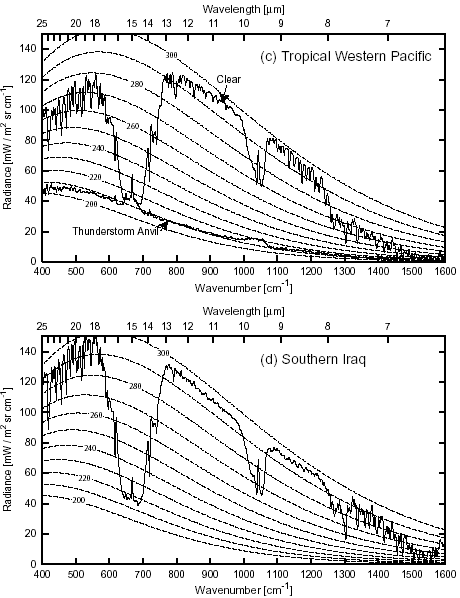 Wavelength [μm]
25 20 18 15 14 13 12 11 10 9 8 7
(c) Tropical Western Pacific
Clear
Thunderstorm Anvil
300
280
260
240
220
200
Radiance [mW / m² sr cm⁻¹]
140
120
100
80
60
40
20
0
400 500 600 700 800 900 1000 1100 1200 1300 1400 1500 1600
Wavenumber [cm⁻¹]
Wavelength [μm]
25 20 18 15 14 13 12 11 10 9 8 7
(d) Southern Iraq
300
280
260
240
220
200
Radiance [mW / m² sr cm⁻¹]
140
120
100
80
60
40
20
0
400 500 600 700 800 900 1000 1100 1200 1300 1400 1500 1600
Wavenumber [cm⁻¹]